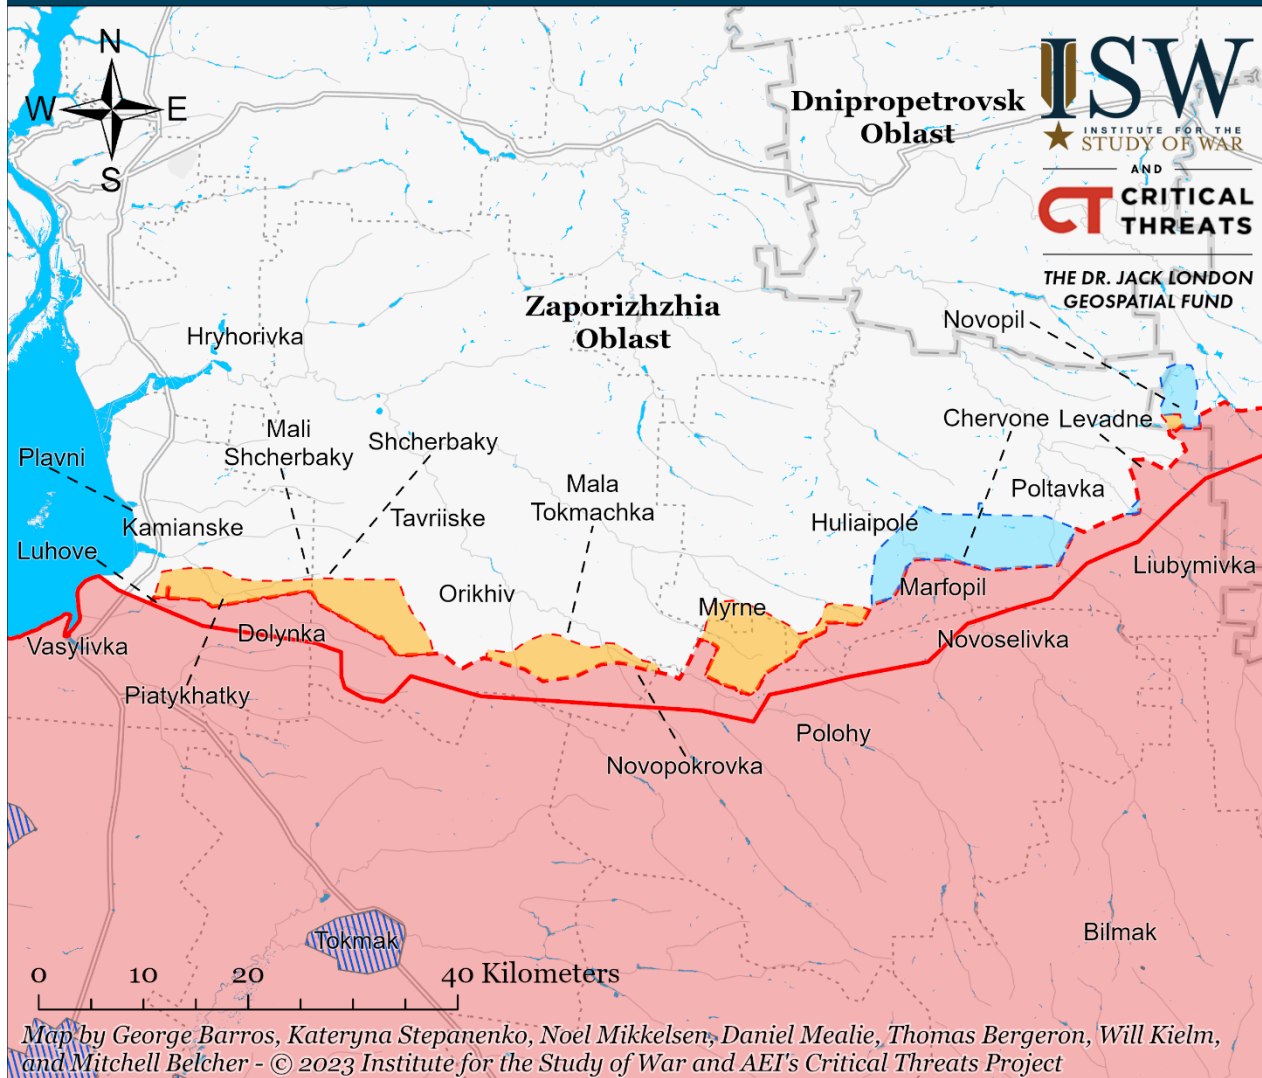 N
W
E
S
Dnipropetrovsk
Oblast
ISW
INSTITUTE FOR THE
STUDY OF WAR
AND
CT CRITICAL
THREATS
THE DR. JACK LONDON
GEOSPATIAL FUND
Zaporizhzhia
Oblast
Novopil
Hryhorivka
Chervone
Levadne
Mali
Shcherbaky
Shcherbaky
Plavni
Mala
Tokmachka
Poltavka
Kamianske
Tavriiske
Huliaipole
Luhove
Liubymivka
Orikhiv
Marfopil
Myrne
Vasylivka
Dolynka
Novoselivka
Piatykhatky
Polohy
Novopokrovka
Tokmak
Bilmak
0 10 20 40 Kilometers
Map by George Barros, Kateryna Stepanenko, Noel Mikkelsen, Daniel Mealie, Thomas Bergeron, Will Kielm,
and Mitchell Belcher - © 2023 Institute for the Study of War and AEI's Critical Threats Project